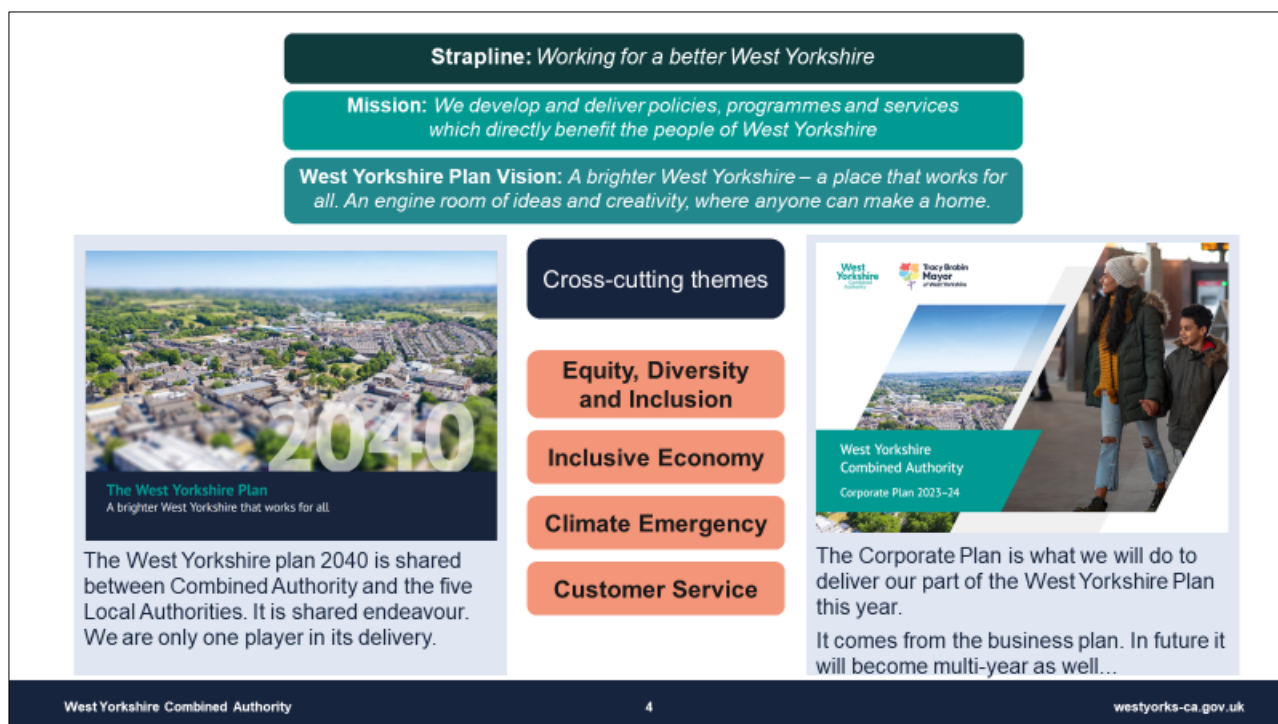 Strapline: Working for a better West Yorkshire
Mission: We develop and deliver policies, programmes and services
which directly benefit the people of West Yorkshire
West Yorkshire Plan Vision: A brighter West Yorkshire – a place that works for
all. An engine room of ideas and creativity, where anyone can make a home.
2040
The West Yorkshire Plan
A brighter West Yorkshire that works for all
The West Yorkshire plan 2040 is shared
between Combined Authority and the five
Local Authorities. It is shared endeavour.
We are only one player in its delivery.
Cross-cutting themes
Equity, Diversity
and Inclusion
Inclusive Economy
Climate Emergency
Customer Service
West
Yorkshire
Combined
Authority
Tracy Brabin
Mayor
of West Yorkshire
West Yorkshire
Combined Authority
Corporate Plan 2023–24
The Corporate Plan is what we will do to
deliver our part of the West Yorkshire Plan
this year.
It comes from the business plan. In future it
will become multi-year as well...
West Yorkshire Combined Authority
4
westyorks-ca.gov.uk